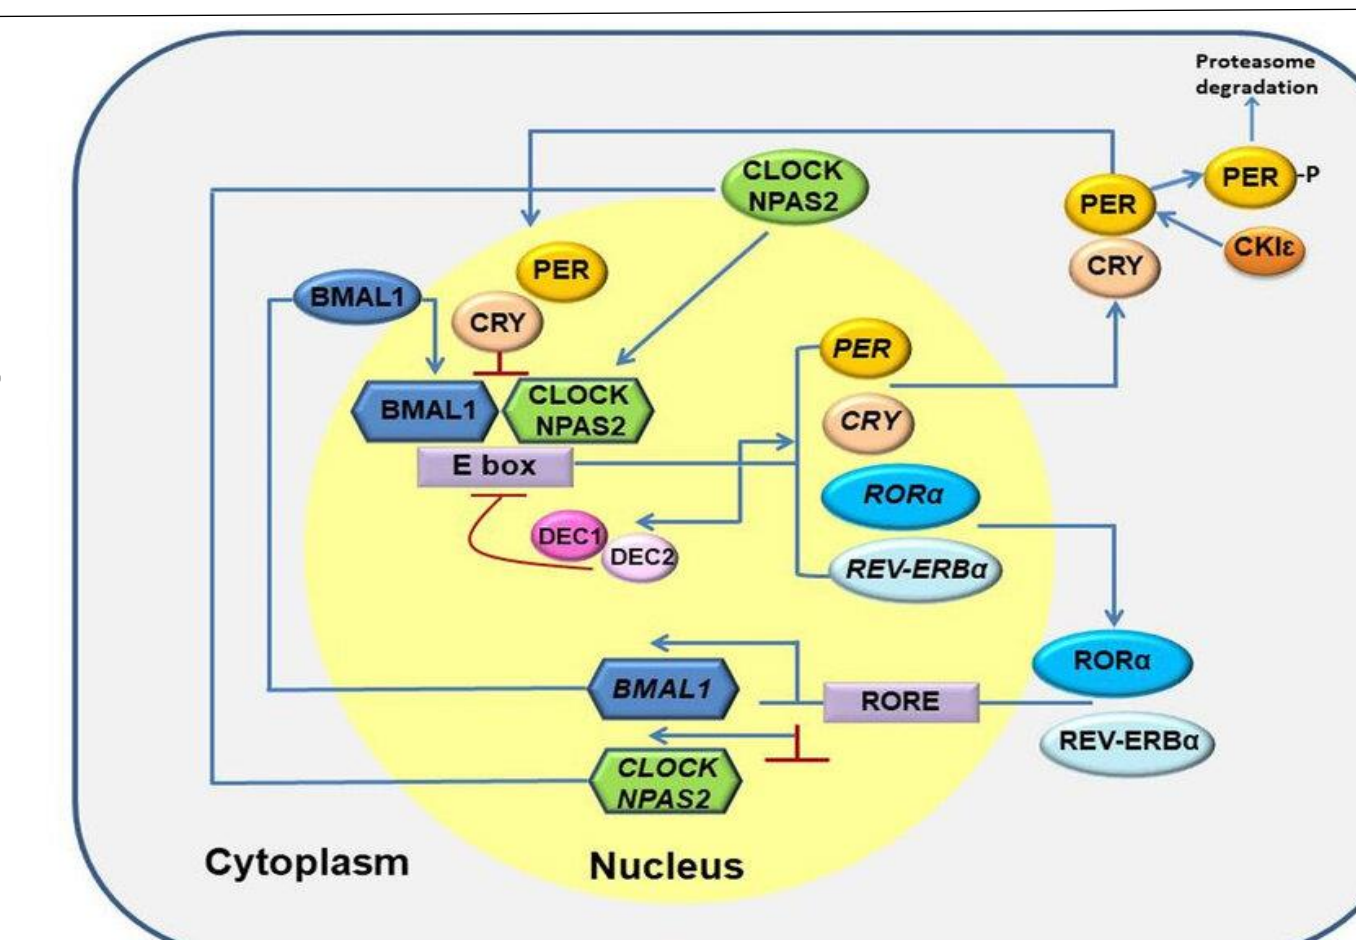 Proteasome
degradation
CLOCK
NPAS2
PER
-P
PER
CKIε
CRY
PER
BMAL1
CRY
PER
BMAL1
CLOCK
NPAS2
CRY
E box
RORα
DEC1
DEC2
REV-ERBα
RORα
BMAL1
RORE
REV-ERBα
CLOCK
NPAS2
Cytoplasm
Nucleus